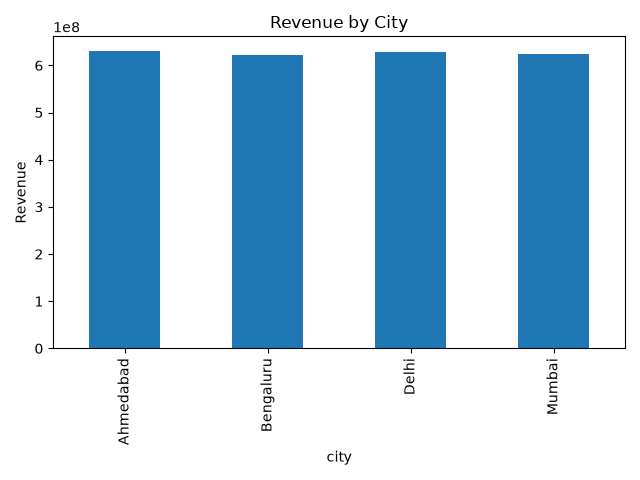 Revenue by City
1e8
6
5
4
3
2
1
0
Revenue
Ahmedabad
Bengaluru
Delhi
Mumbai
city